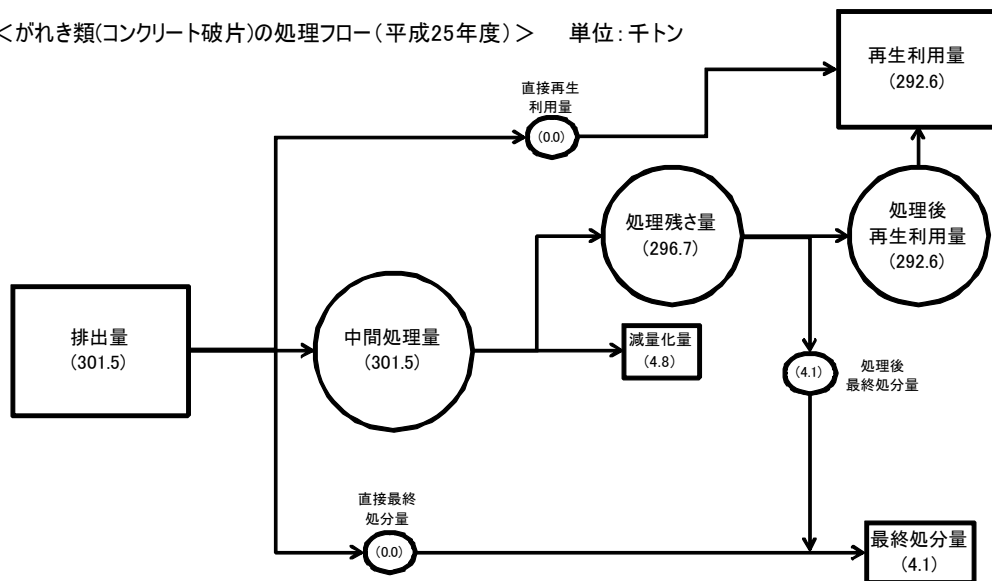 ＜がれき類(コンクリート破片)の処理フロー（平成25年度）＞　単位：千トン
再生利用量
(292.6)
直接再生
利用量
(0.0)
処理残さ量
(296.7)
処理後
再生利用量
(292.6)
排出量
(301.5)
中間処理量
(301.5)
減量化量
(4.8)
(4.1)
処理後
最終処分量
直接最終
処分量
(0.0)
最終処分量
(4.1)